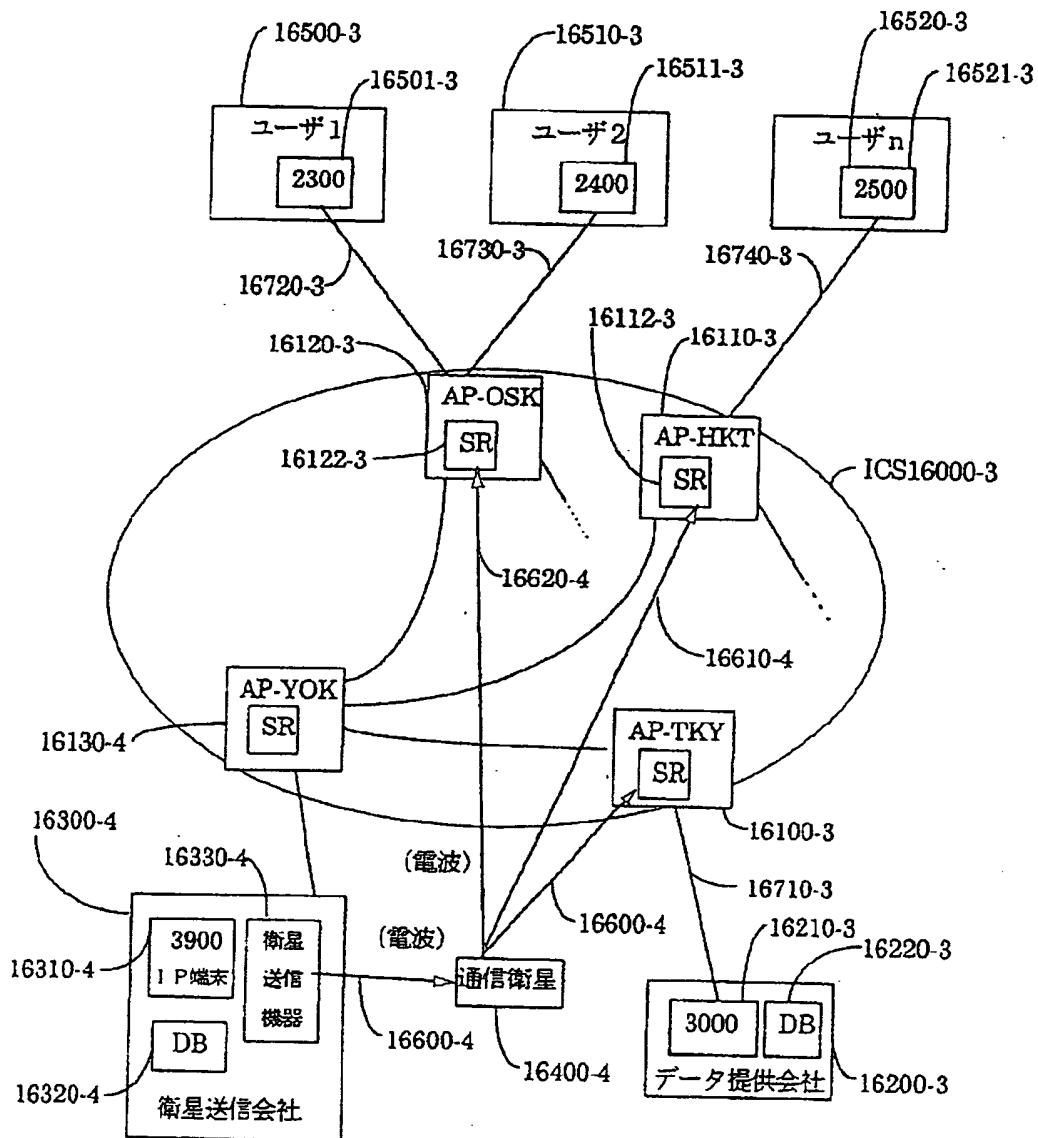 16500-3
16510-3
16520-3
16501-3
16511-3
16521-3
ユーザ1
ユーザ2
ユーザn
2300
2400
2500
16720-3
16730-3
16740-3
16120-3
16112-3
16110-3
AP-OSK
SR
16122-3
AP-HKT
SR
ICS16000-3
16620-4
16610-4
AP-YOK
SR
16130-4
AP-TKY
SR
16100-3
16300-4
16330-4
(電波)
16710-3
16600-4
16210-3
16220-3
(電波)
3900
IP端末
16310-4
衛星
送信
機器
通信衛星
3000
DB
DB
16320-4
16600-4
16400-4
データ提供会社
16200-3
衛星送信会社